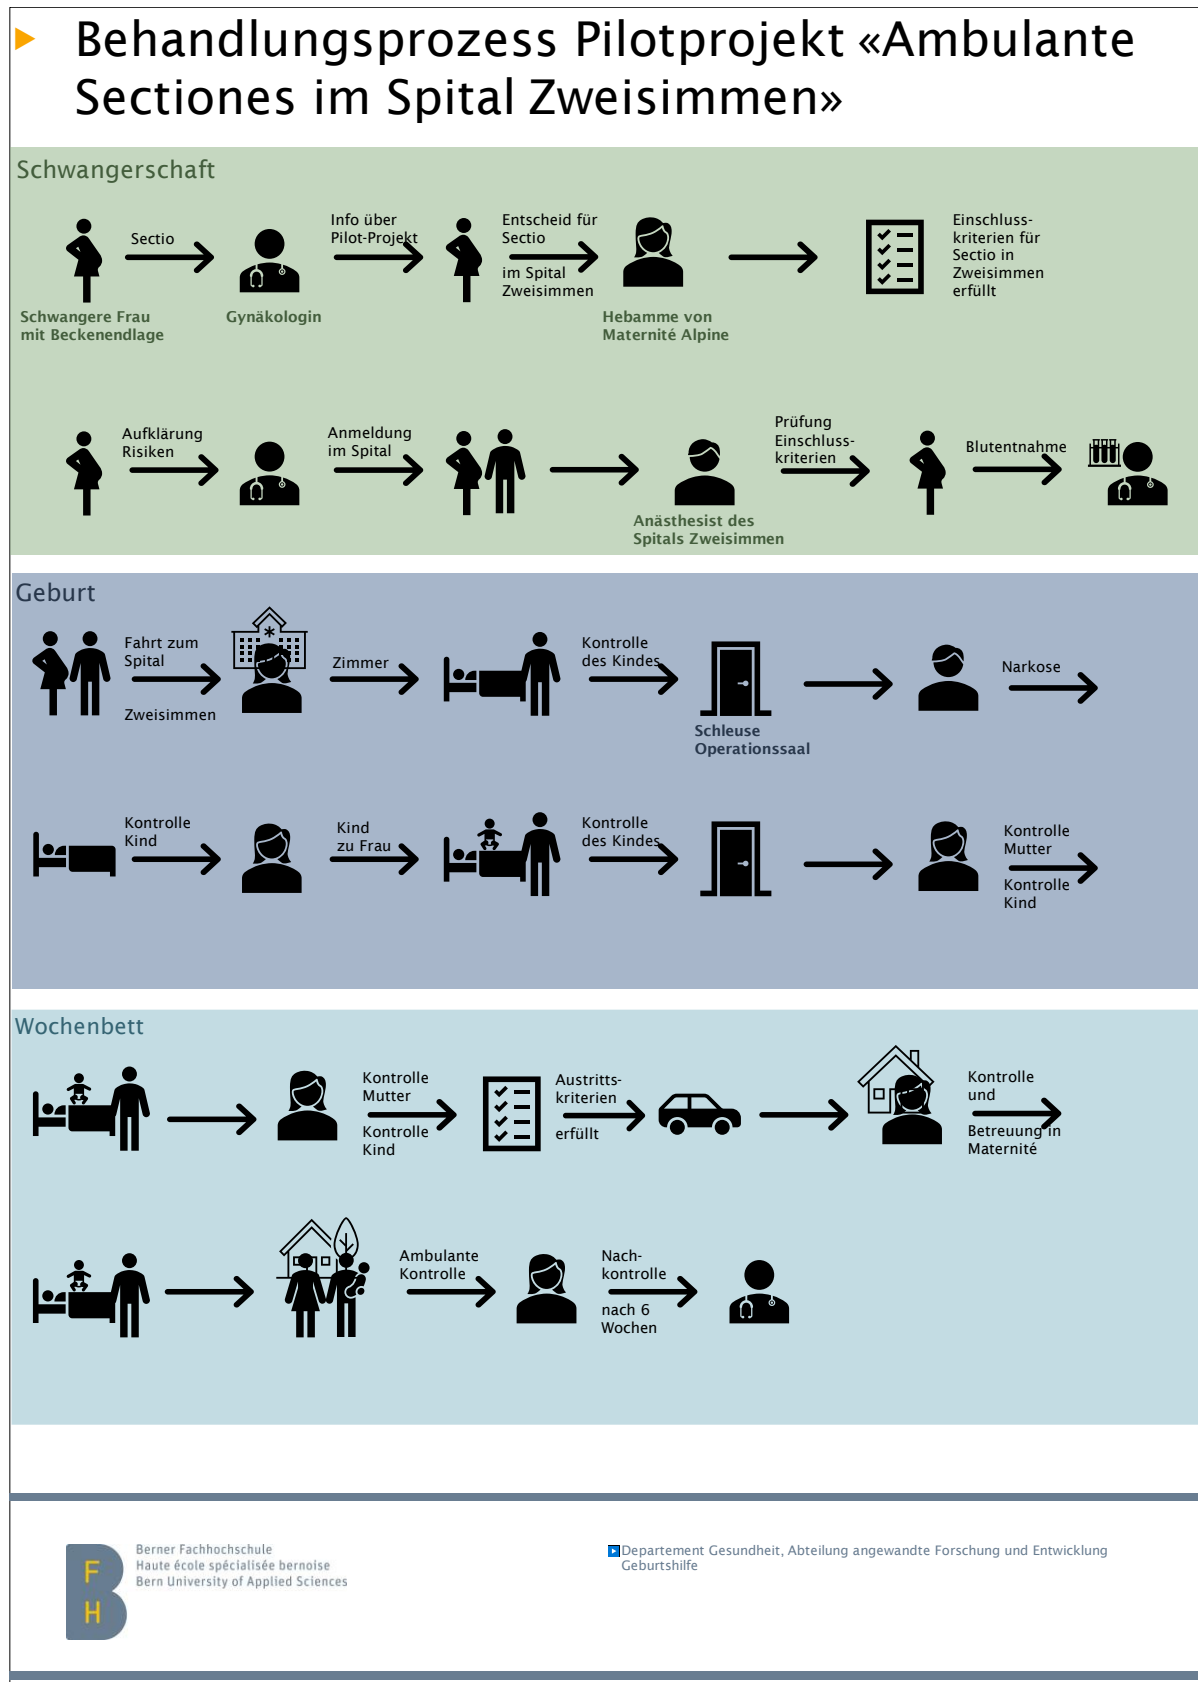 Behandlungsprozess Pilotprojekt «Ambulante
Sectiones im Spital Zweisimmen»
Schwangerschaft
Sectio
Info über
Pilot-Projekt
Entscheid für
Sectio
im Spital
Zweisimmen
Einschluss-
kriterien für
Sectio in
Zweisimmen
erfüllt
Schwangere Frau
mit Beckenendlage
Gynäkologin
Hebamme von
Maternité Alpine
Aufklärung
Risiken
Anmeldung
im Spital
Prüfung
Einschluss-
kriterien
Blutentnahme
Anästhesist des
Spitals Zweisimmen
Geburt
Fahrt zum
Spital
Zweisimmen
Zimmer
Kontrolle
des Kindes
Schleuse
Operationssaal
Narkose
Kontrolle
Kind
Kind
zu Frau
Kontrolle
des Kindes
Kontrolle
Mutter
Kontrolle
Kind
Wochenbett
Kontrolle
Mutter
Kontrolle
Kind
Austritts-
kriterien
erfüllt
Kontrolle
und
Betreuung in
Maternité
Ambulante
Kontrolle
Nach-
kontrolle
nach 6
Wochen
B
F
H
Berner Fachhochschule
Haute école spécialisée bernoise
Bern University of Applied Sciences
Departement Gesundheit, Abteilung angewandte Forschung und Entwicklung
Geburtshilfe